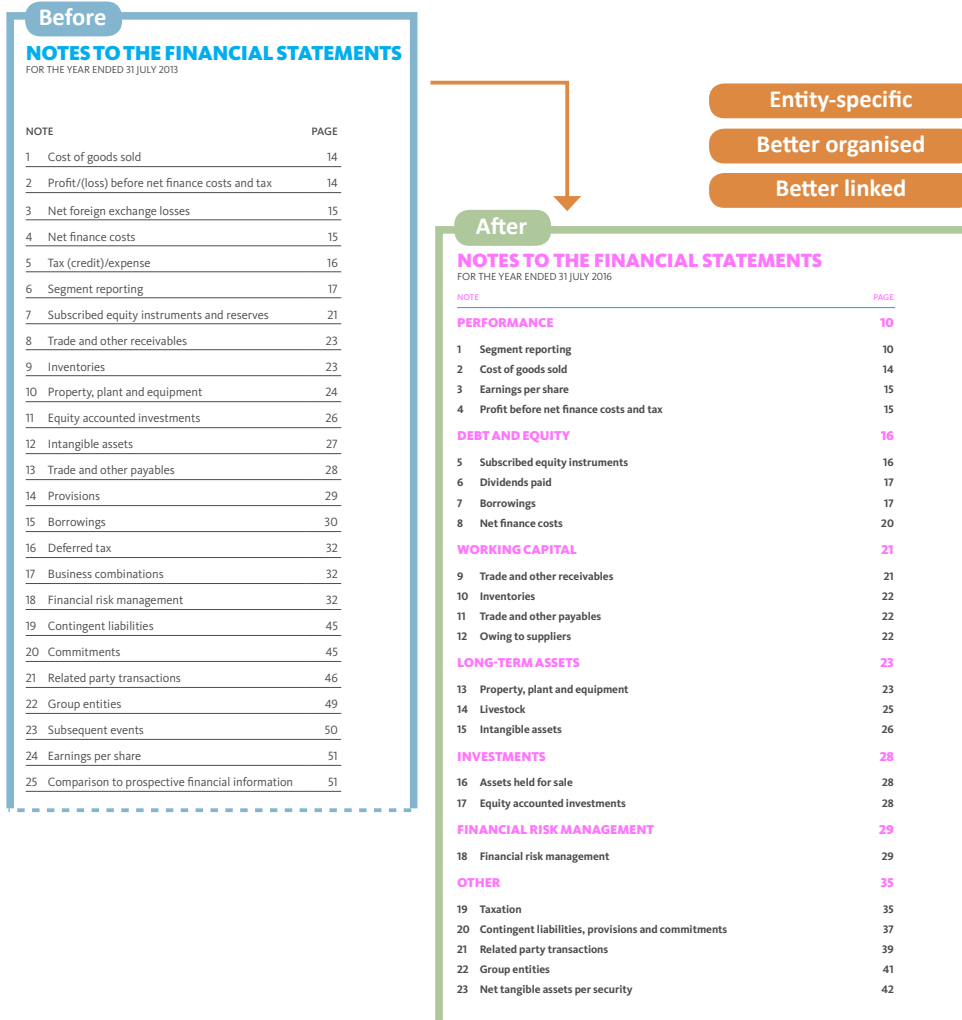 Before
NOTES TO THE FINANCIAL STATEMENTS
FOR THE YEAR ENDED 31 JULY 2013
NOTE PAGE
1 Cost of goods sold 14
2 Profit/(loss) before net finance costs and tax 14
3 Net foreign exchange losses 15
4 Net finance costs 15
5 Tax (credit)/expense 16
6 Segment reporting 17
7 Subscribed equity instruments and reserves 21
8 Trade and other receivables 23
9 Inventories 23
10 Property, plant and equipment 24
11 Equity accounted investments 26
12 Intangible assets 27
13 Trade and other payables 28
14 Provisions 29
15 Borrowings 30
16 Deferred tax 32
17 Business combinations 32
18 Financial risk management 32
19 Contingent liabilities 45
20 Commitments 45
21 Related party transactions 46
22 Group entities 49
23 Subsequent events 50
24 Earnings per share 51
25 Comparison to prospective financial information 51
Entity-specific
Better organised
Better linked
After
NOTES TO THE FINANCIAL STATEMENTS
FOR THE YEAR ENDED 31 JULY 2016
NOTE PAGE
PERFORMANCE 10
1 Segment reporting 10
2 Cost of goods sold 14
3 Earnings per share 15
4 Profit before net finance costs and tax 15
DEBT AND EQUITY 16
5 Subscribed equity instruments 16
6 Dividends paid 17
7 Borrowings 17
8 Net finance costs 20
WORKING CAPITAL 21
9 Trade and other receivables 21
10 Inventories 22
11 Trade and other payables 22
12 Owing to suppliers 22
LONG-TERM ASSETS 23
13 Property, plant and equipment 23
14 Livestock 25
15 Intangible assets 26
INVESTMENTS 28
16 Assets held for sale 28
17 Equity accounted investments 28
FINANCIAL RISK MANAGEMENT 29
18 Financial risk management 29
OTHER 35
19 Taxation 35
20 Contingent liabilities, provisions and commitments 37
21 Related party transactions 39
22 Group entities 41
23 Net tangible assets per security 42